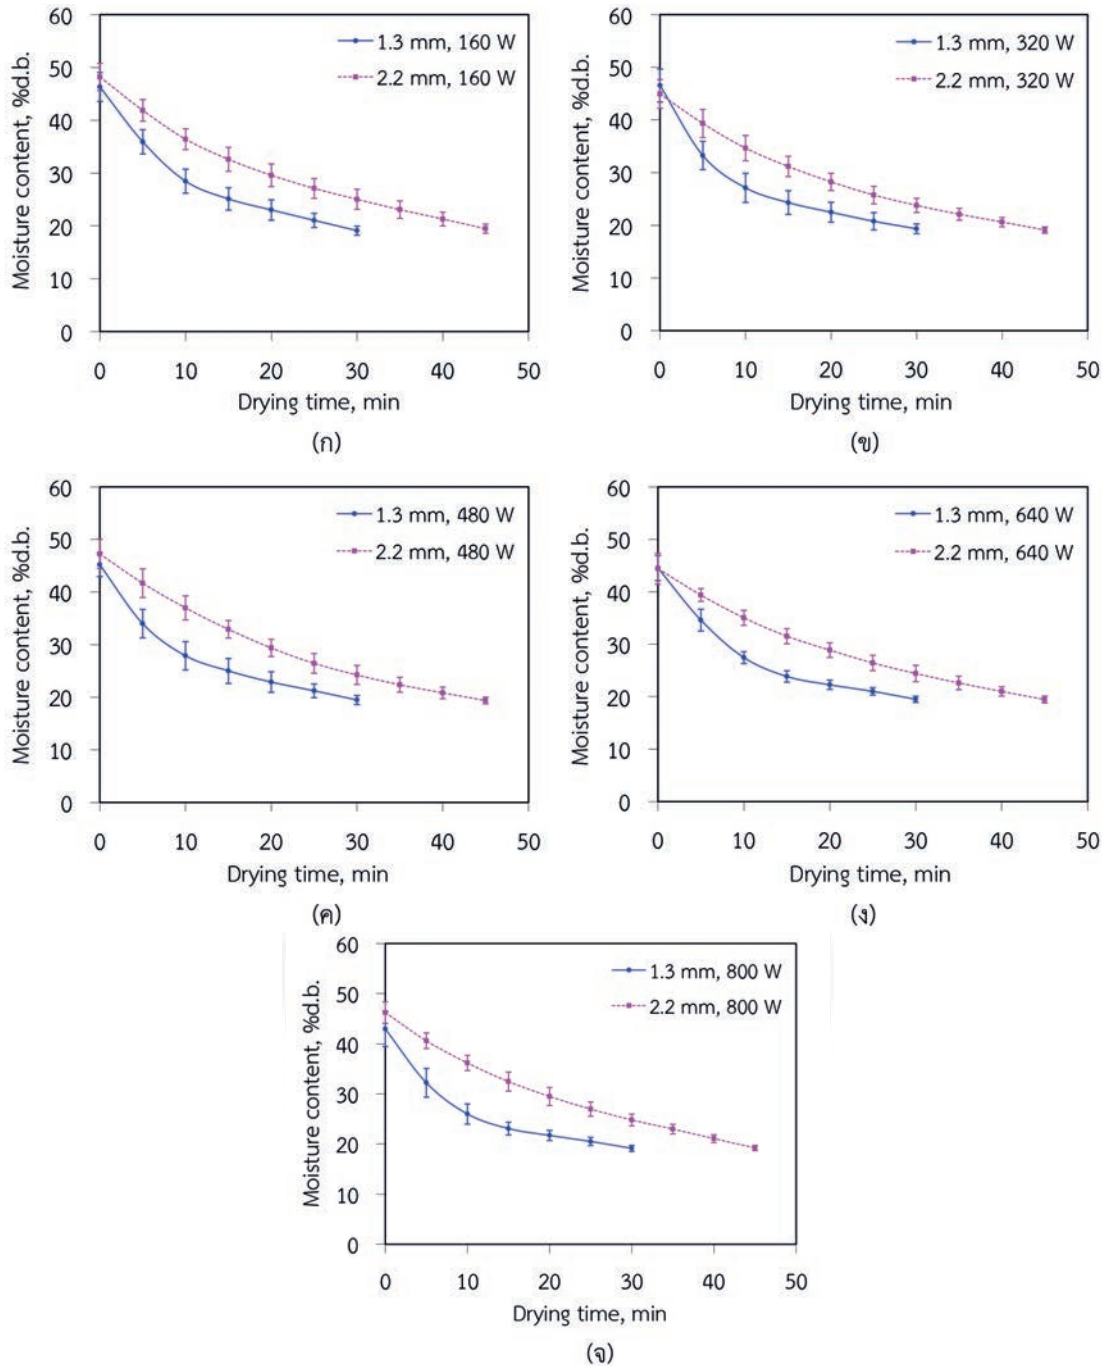 60
50
40
30
20
10
0
Moisture content, %d.b.
1.3 mm, 160 W
2.2 mm, 160 W
0 10 20 30 40 50
Drying time, min
(ก)
60
50
40
30
20
10
0
Moisture content, %d.b.
1.3 mm, 320 W
2.2 mm, 320 W
0 10 20 30 40 50
Drying time, min
(ข)
60
50
40
30
20
10
0
Moisture content, %d.b.
1.3 mm, 480 W
2.2 mm, 480 W
0 10 20 30 40 50
Drying time, min
(ค)
60
50
40
30
20
10
0
Moisture content, %d.b.
1.3 mm, 640 W
2.2 mm, 640 W
0 10 20 30 40 50
Drying time, min
(ง)
60
50
40
30
20
10
0
Moisture content, %d.b.
1.3 mm, 800 W
2.2 mm, 800 W
0 10 20 30 40 50
Drying time, min
(จ)